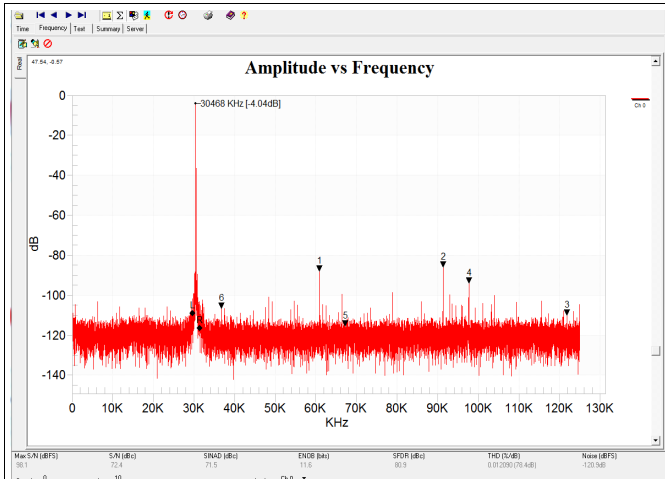 Time Frequency Text Summary Server
Real
47.54, -0.57
Amplitude vs Frequency
30468 KHz [-4.04dB]
Ch 0
dB
0
-20
-40
-60
-80
-100
-120
-140
6 1 5 2 4 3
0 10K 20K 30K 40K 50K 60K 70K 80K 90K 100K 110K 120K 130K
KHz
Max S/N (dBFS) S/N (dBc) SINAD (dBc) ENOB (bits) SFDR (dBc) THD (%/dB) Noise (dBFS)
98.1 72.4 71.5 11.6 80.9 0.012090 (78.4dB) -120.9dB
0 10 Ch 0